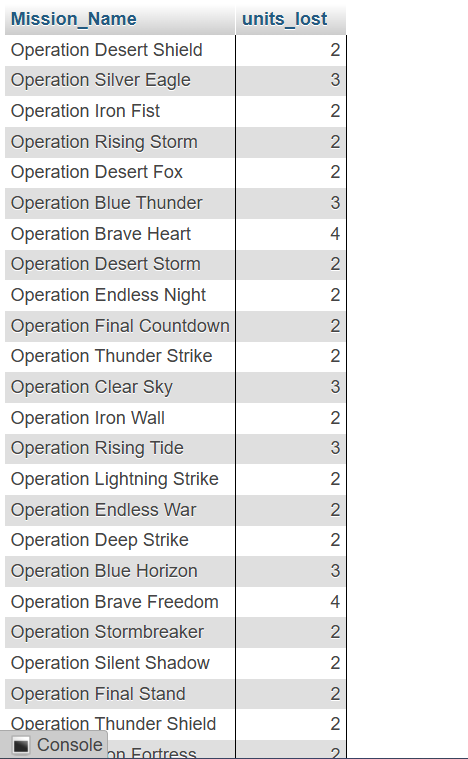 Mission_Name units_lost
Operation Desert Shield 2
Operation Silver Eagle 3
Operation Iron Fist 2
Operation Rising Storm 2
Operation Desert Fox 2
Operation Blue Thunder 3
Operation Brave Heart 4
Operation Desert Storm 2
Operation Endless Night 2
Operation Final Countdown 2
Operation Thunder Strike 2
Operation Clear Sky 3
Operation Iron Wall 2
Operation Rising Tide 3
Operation Lightning Strike 2
Operation Endless War 2
Operation Deep Strike 2
Operation Blue Horizon 3
Operation Brave Freedom 4
Operation Stormbreaker 2
Operation Silent Shadow 2
Operation Final Stand 2
Operation Thunder Shield 2
Console
on Fortress 2